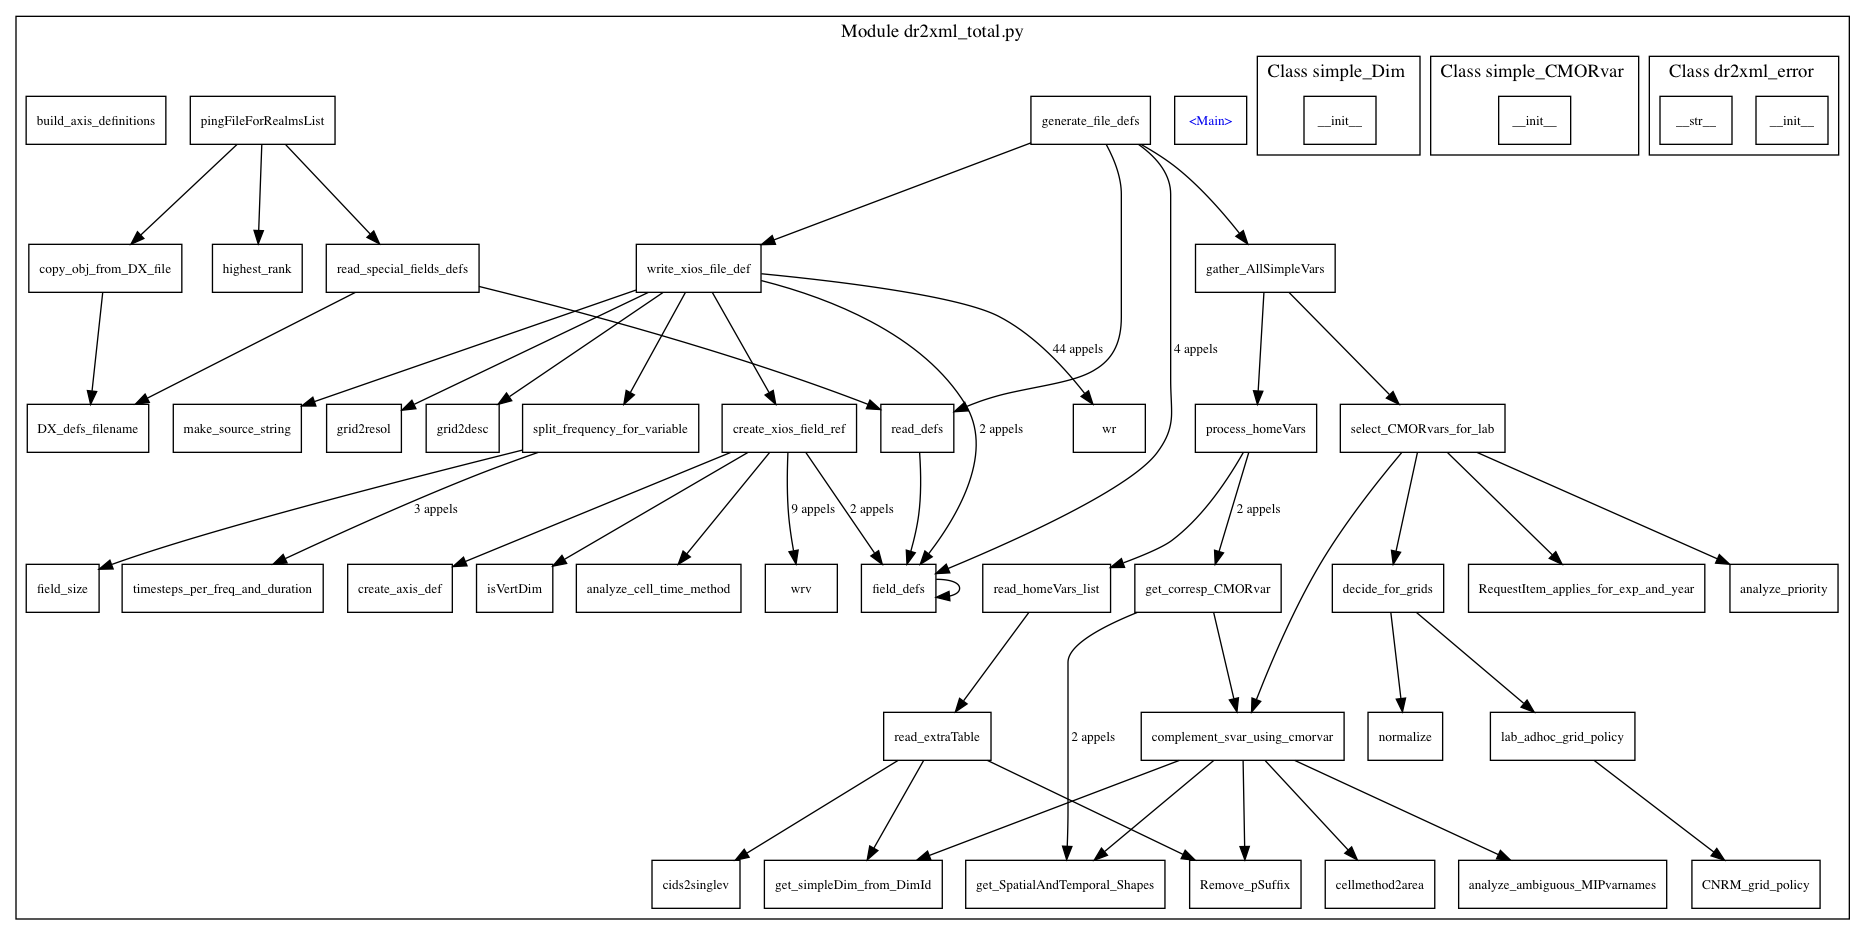 Module dr2xml_total.py
Class simple_Dim
Class simple_CMORvar
Class dr2xml_error
build_axis_definitions
pingFileForRealmsList
generate_file_defs
<Main>
__init__
__init__
__str__
__init__
copy_obj_from_DX_file
highest_rank
read_special_fields_defs
write_xios_file_def
gather_AllSimpleVars
44 appels
4 appels
DX_defs_filename
make_source_string
grid2resol
grid2desc
split_frequency_for_variable
create_xios_field_ref
read_defs
2 appels
wr
process_homeVars
select_CMORvars_for_lab
3 appels
9 appels
2 appels
2 appels
field_size
timesteps_per_freq_and_duration
create_axis_def
isVertDim
analyze_cell_time_method
wrv
field_defs
read_homeVars_list
get_corresp_CMORvar
decide_for_grids
RequestItem_applies_for_exp_and_year
analyze_priority
read_extraTable
2 appels
complement_svar_using_cmorvar
normalize
lab_adhoc_grid_policy
cids2singlev
get_simpleDim_from_DimId
get_SpatialAndTemporal_Shapes
Remove_pSuffix
cellmethod2area
analyze_ambiguous_MIPvarnames
CNRM_grid_policy